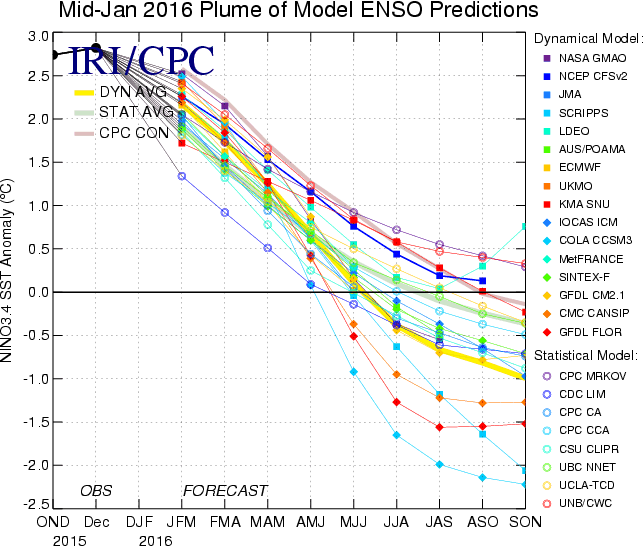 Mid-Jan 2016 Plume of Model ENSO Predictions
IRI/CPC
DYN AVG
STAT AVG
CPC CON
NINO3.4 SST Anomaly (°C)
3.0
2.5
2.0
1.5
1.0
0.5
0.0
-0.5
-1.0
-1.5
-2.0
-2.5
OBS FORECAST
OND Dec DJF JFM FMA MAM AMJ MJJ JJA JAS ASO SON
2015 2016
Dynamical Model:
NASA GMAO
NCEP CFSv2
JMA
SCRIPPS
LDEO
AUS/POAMA
ECMWF
UKMO
KMA SNU
IOCAS ICM
COLA CCSM3
MetFRANCE
SINTEX-F
GFDL CM2.1
CMC CANSIP
GFDL FLOR
Statistical Model:
CPC MRKOV
CDC LIM
CPC CA
CPC CCA
CSU CLIPR
UBC NNET
UCLA-TCD
UNB/CWC